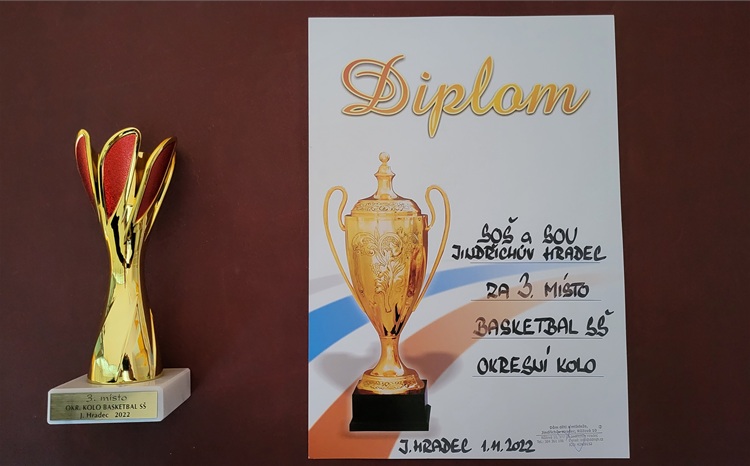 3. místo
OKR. KOLO BASKETBAL SŠ
J. Hradec 2022
Diplom
SOŠ a SOU
JINDŘICHŮV HRADEC
ZA 3. MÍSTO
BASKETBAL SŠ
OKRESNÍ KOLO
J. HRADEC 1.11.2022